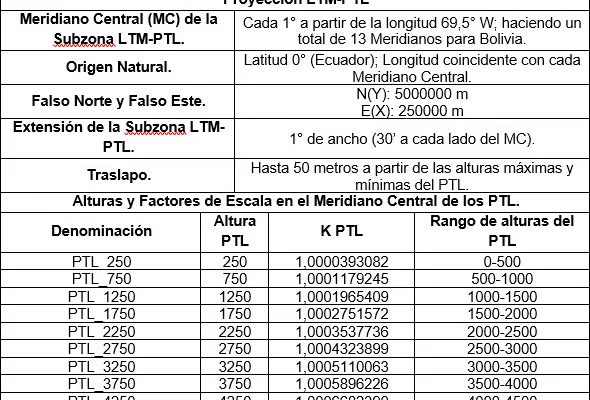 Proyección LTM-PTL
Meridiano Central (MC) de la Subzona LTM-PTL.
Cada 1° a partir de la longitud 69,5° W; haciendo un total de 13 Meridianos para Bolivia.
Origen Natural.
Latitud 0° (Ecuador); Longitud coincidente con cada Meridiano Central.
Falso Norte y Falso Este.
N(Y): 5000000 m
E(X): 250000 m
Extensión de la Subzona LTM-PTL.
1° de ancho (30’ a cada lado del MC).
Traslapo.
Hasta 50 metros a partir de las alturas máximas y mínimas del PTL.
Alturas y Factores de Escala en el Meridiano Central de los PTL.
Denominación Altura PTL K PTL Rango de alturas del PTL
PTL_250 250 1,0000393082 0-500
PTL_750 750 1,0001179245 500-1000
PTL_1250 1250 1,0001965409 1000-1500
PTL_1750 1750 1,0002751572 1500-2000
PTL_2250 2250 1,0003537736 2000-2500
PTL_2750 2750 1,0004323899 2500-3000
PTL_3250 3250 1,0005110063 3000-3500
PTL_3750 3750 1,0005896226 3500-4000